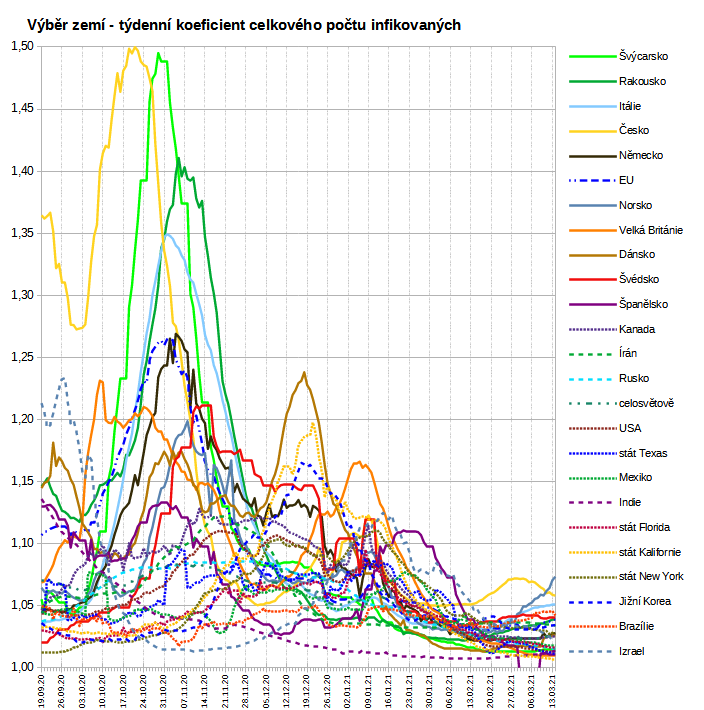 Výběr zemí - týdenní koeficient celkového počtu infikovaných
1,50
1,45
1,40
1,35
1,30
1,25
1,20
1,15
1,10
1,05
1,00
19.09.20
26.09.20
03.10.20
10.10.20
17.10.20
24.10.20
31.10.20
07.11.20
14.11.20
21.11.20
28.11.20
05.12.20
12.12.20
19.12.20
26.12.20
02.01.21
09.01.21
16.01.21
23.01.21
30.01.21
06.02.21
13.02.21
20.02.21
27.02.21
06.03.21
13.03.21
Švýcarsko
Rakousko
Itálie
Česko
Německo
EU
Norsko
Velká Británie
Dánsko
Švédsko
Španělsko
Kanada
Írán
Rusko
celosvětově
USA
stát Texas
Mexiko
Indie
stát Florida
stát Kalifornie
stát New York
Jižní Korea
Brazílie
Izrael